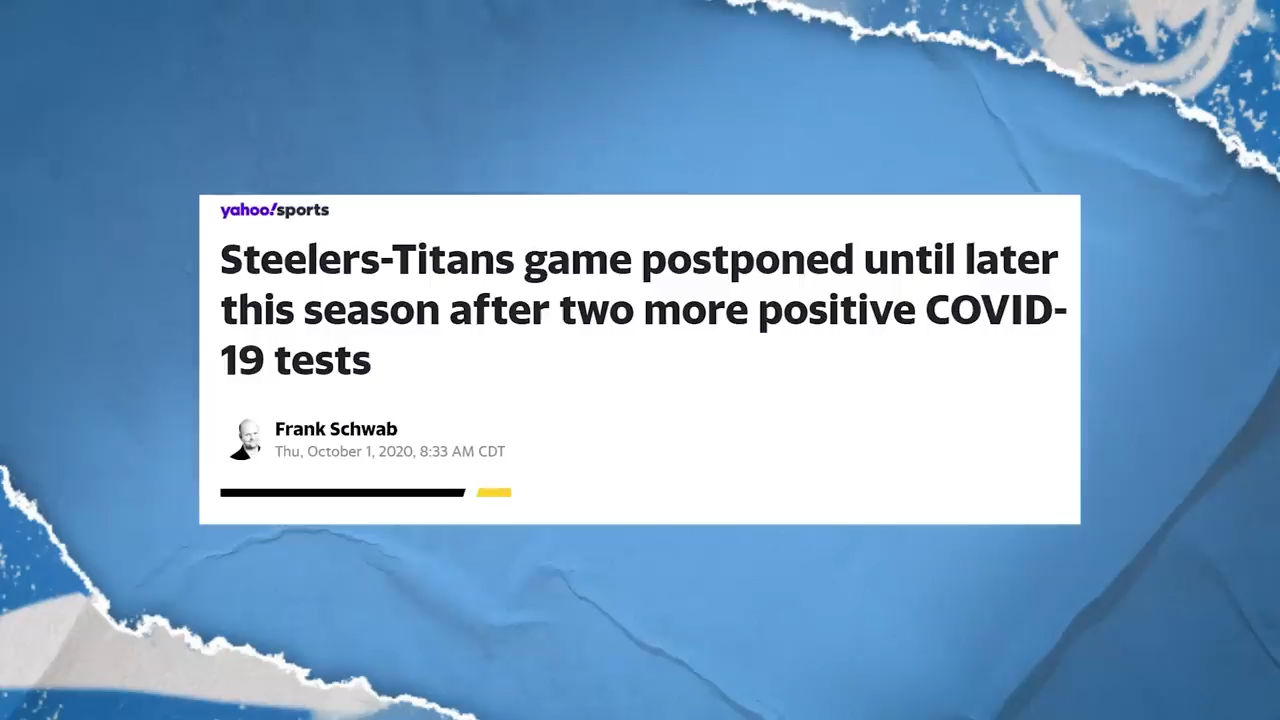 yahoo!sports
Steelers-Titans game postponed until later
this season after two more positive COVID-
19 tests
Frank Schwab
Thu, October 1, 2020, 8:33 AM CDT